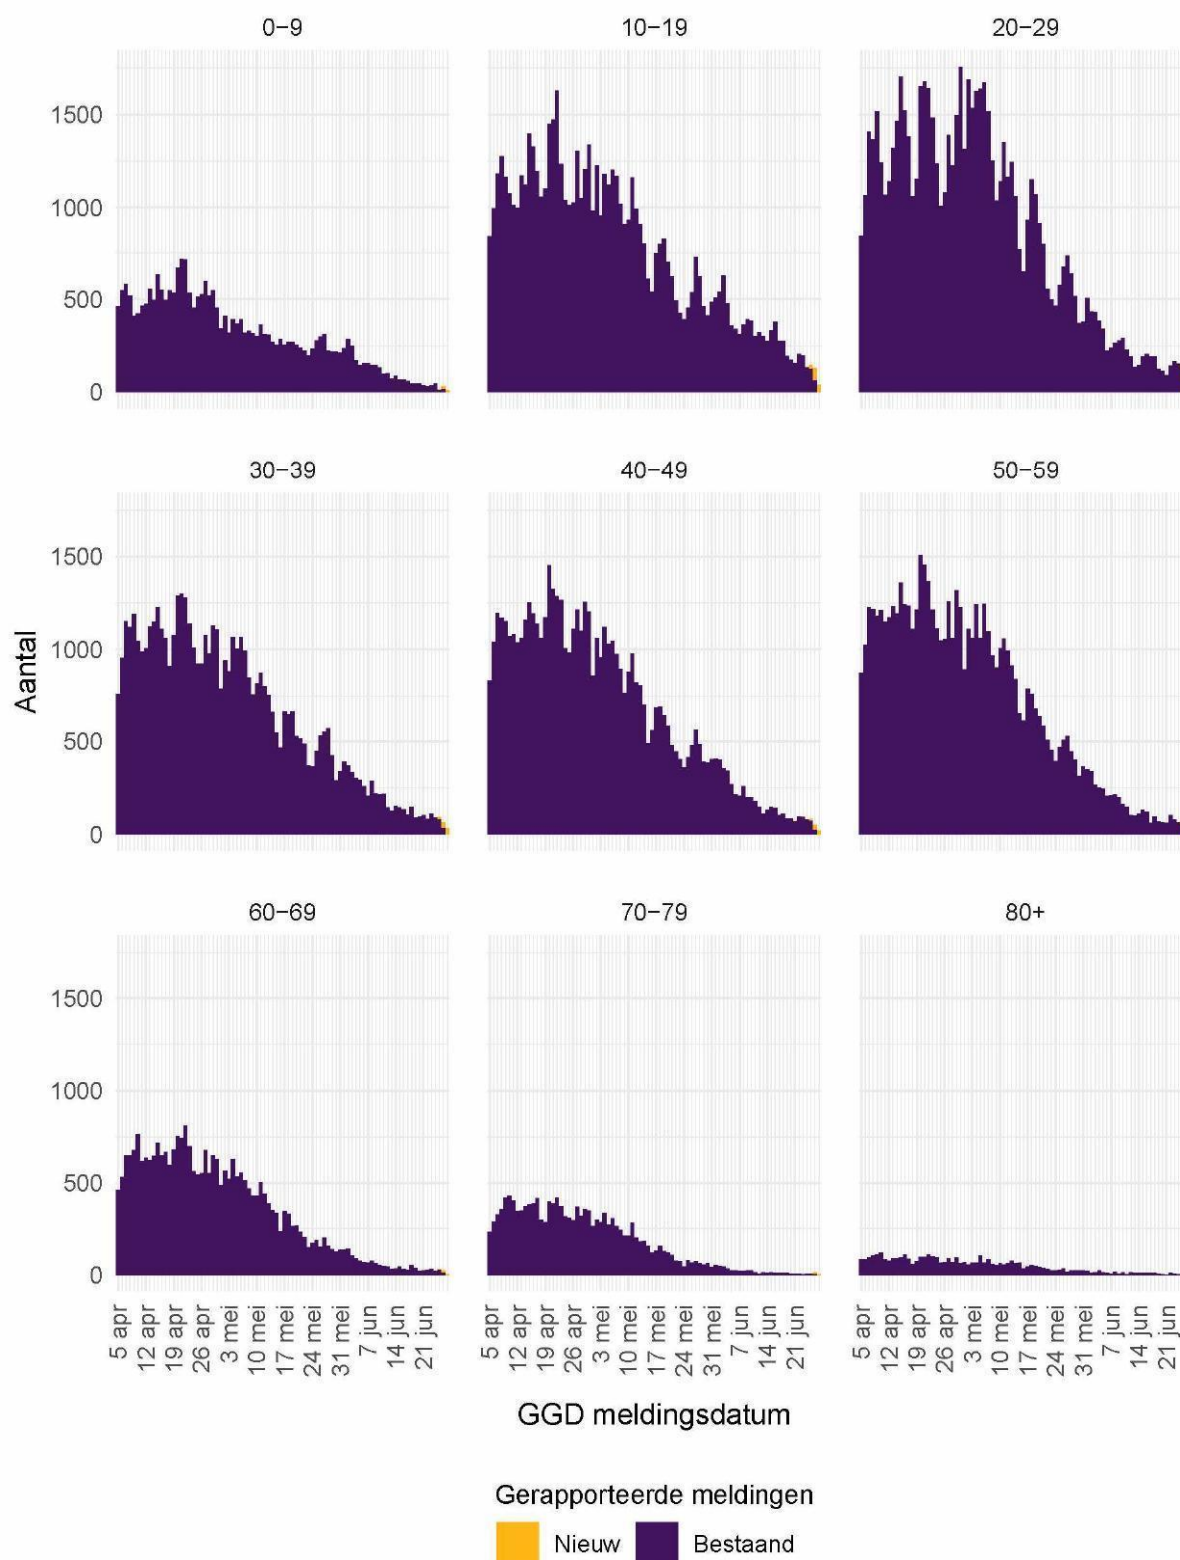 0−9 10−19 20−29
1500
1000
500
0
30−39 40−49 50−59
1500
1000
500
0
Aantal
60−69 70−79 80+
1500
1000
500
0
5 apr 12 apr 19 apr 26 apr 3 mei 10 mei 17 mei 24 mei 31 mei 7 jun 14 jun 21 jun
5 apr 12 apr 19 apr 26 apr 3 mei 10 mei 17 mei 24 mei 31 mei 7 jun 14 jun 21 jun
5 apr 12 apr 19 apr 26 apr 3 mei 10 mei 17 mei 24 mei 31 mei 7 jun 14 jun 21 jun
GGD meldingsdatum
Gerapporteerde meldingen
Nieuw Bestaand